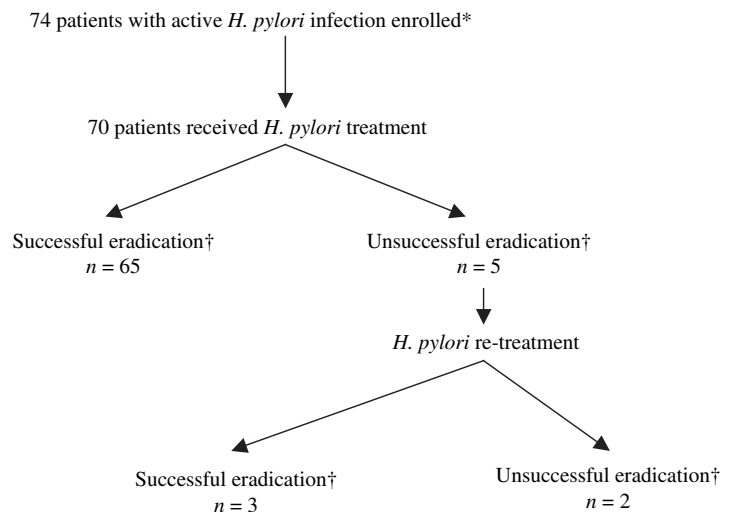 74 patients with active H. pylori infection enrolled*
70 patients received H. pylori treatment
Successful eradication†
n = 65
Unsuccessful eradication†
n = 5
H. pylori re-treatment
Successful eradication†
n = 3
Unsuccessful eradication†
n = 2